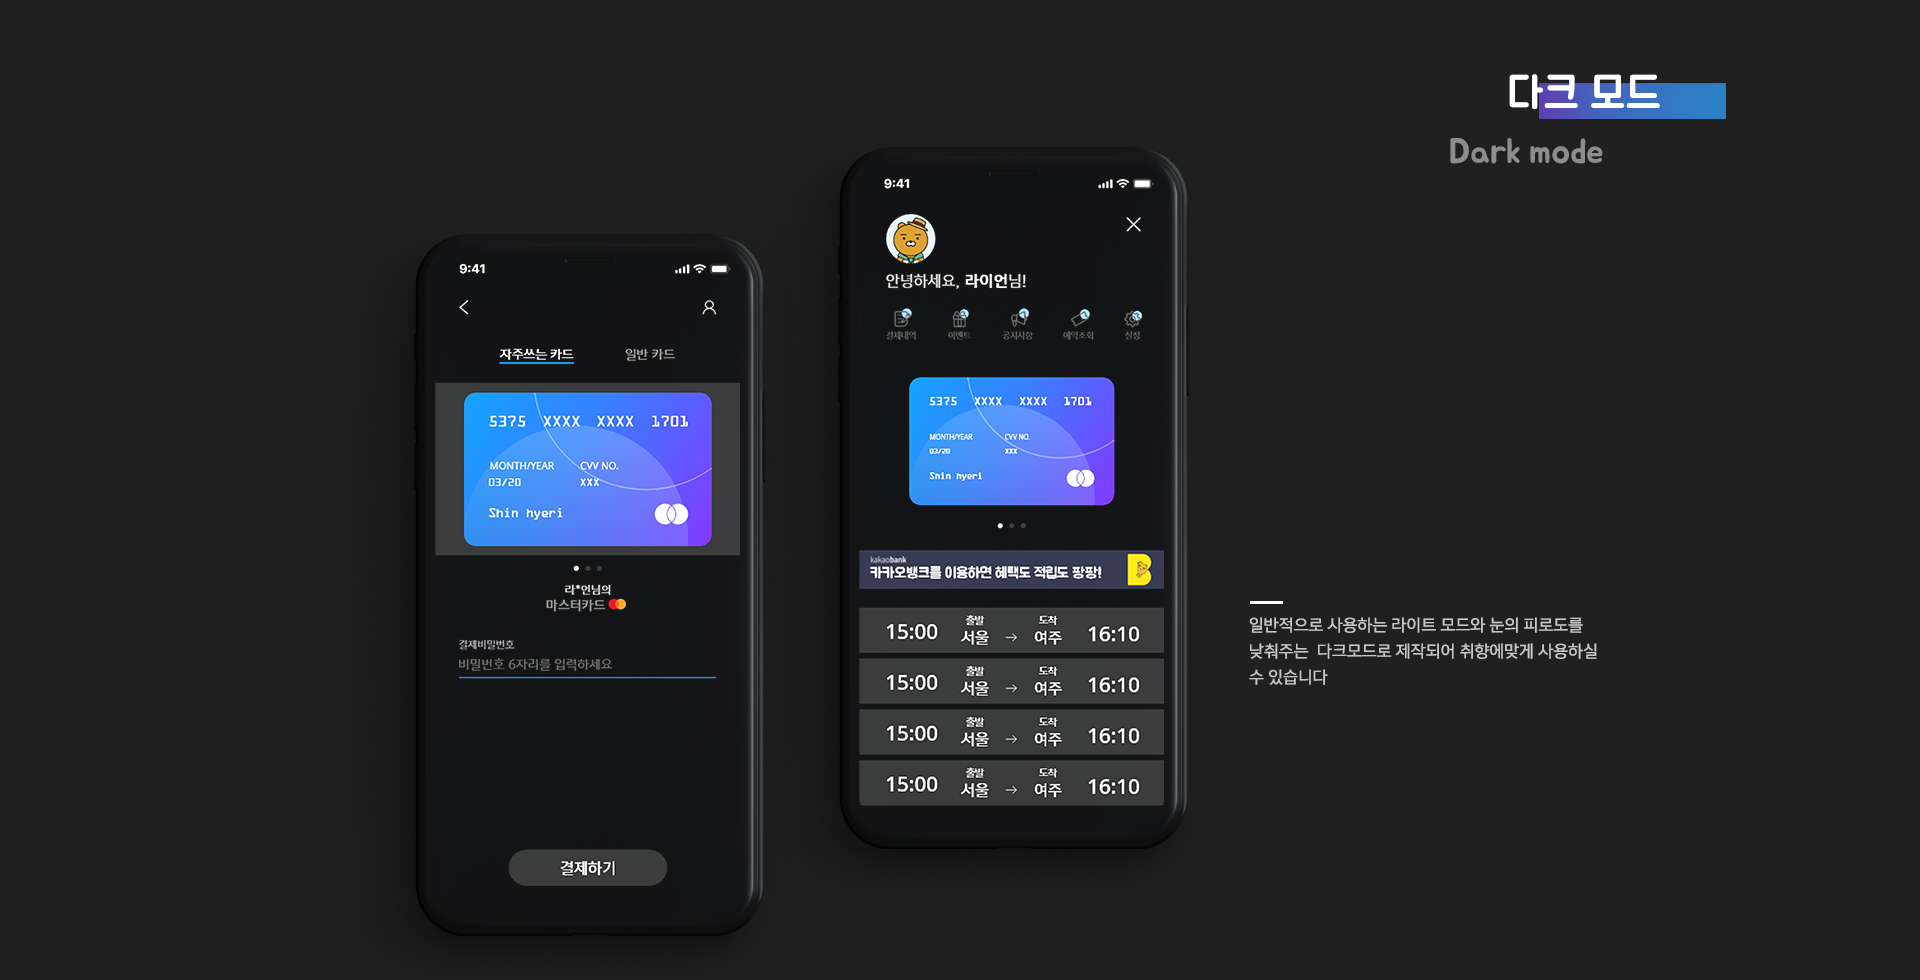 다크 모드
Dark mode
9:41
자주쓰는 카드 일반 카드
5375 XXXX XXXX 1701
MONTH/YEAR CVV NO.
03/20 XXX
Shin hyeri
라*인님의
마스터카드
결제비밀번호
비밀번호 6자리를 입력하세요
결제하기
9:41
안녕하세요, 라이언님!
결제내역 이벤트 공지사항 예약조회 설정
5375 XXXX XXXX 1701
MONTH/YEAR CVV NO.
03/20 XXX
Shin hyeri
kakaobank
카카오뱅크를 이용하면 혜택도 적립도 팡팡!
출발 도착
15:00 서울 → 여주 16:10
출발 도착
15:00 서울 → 여주 16:10
출발 도착
15:00 서울 → 여주 16:10
출발 도착
15:00 서울 → 여주 16:10
일반적으로 사용하는 라이트 모드와 눈의 피로도를
낮춰주는 다크모드로 제작되어 취향에맞게 사용하실
수 있습니다